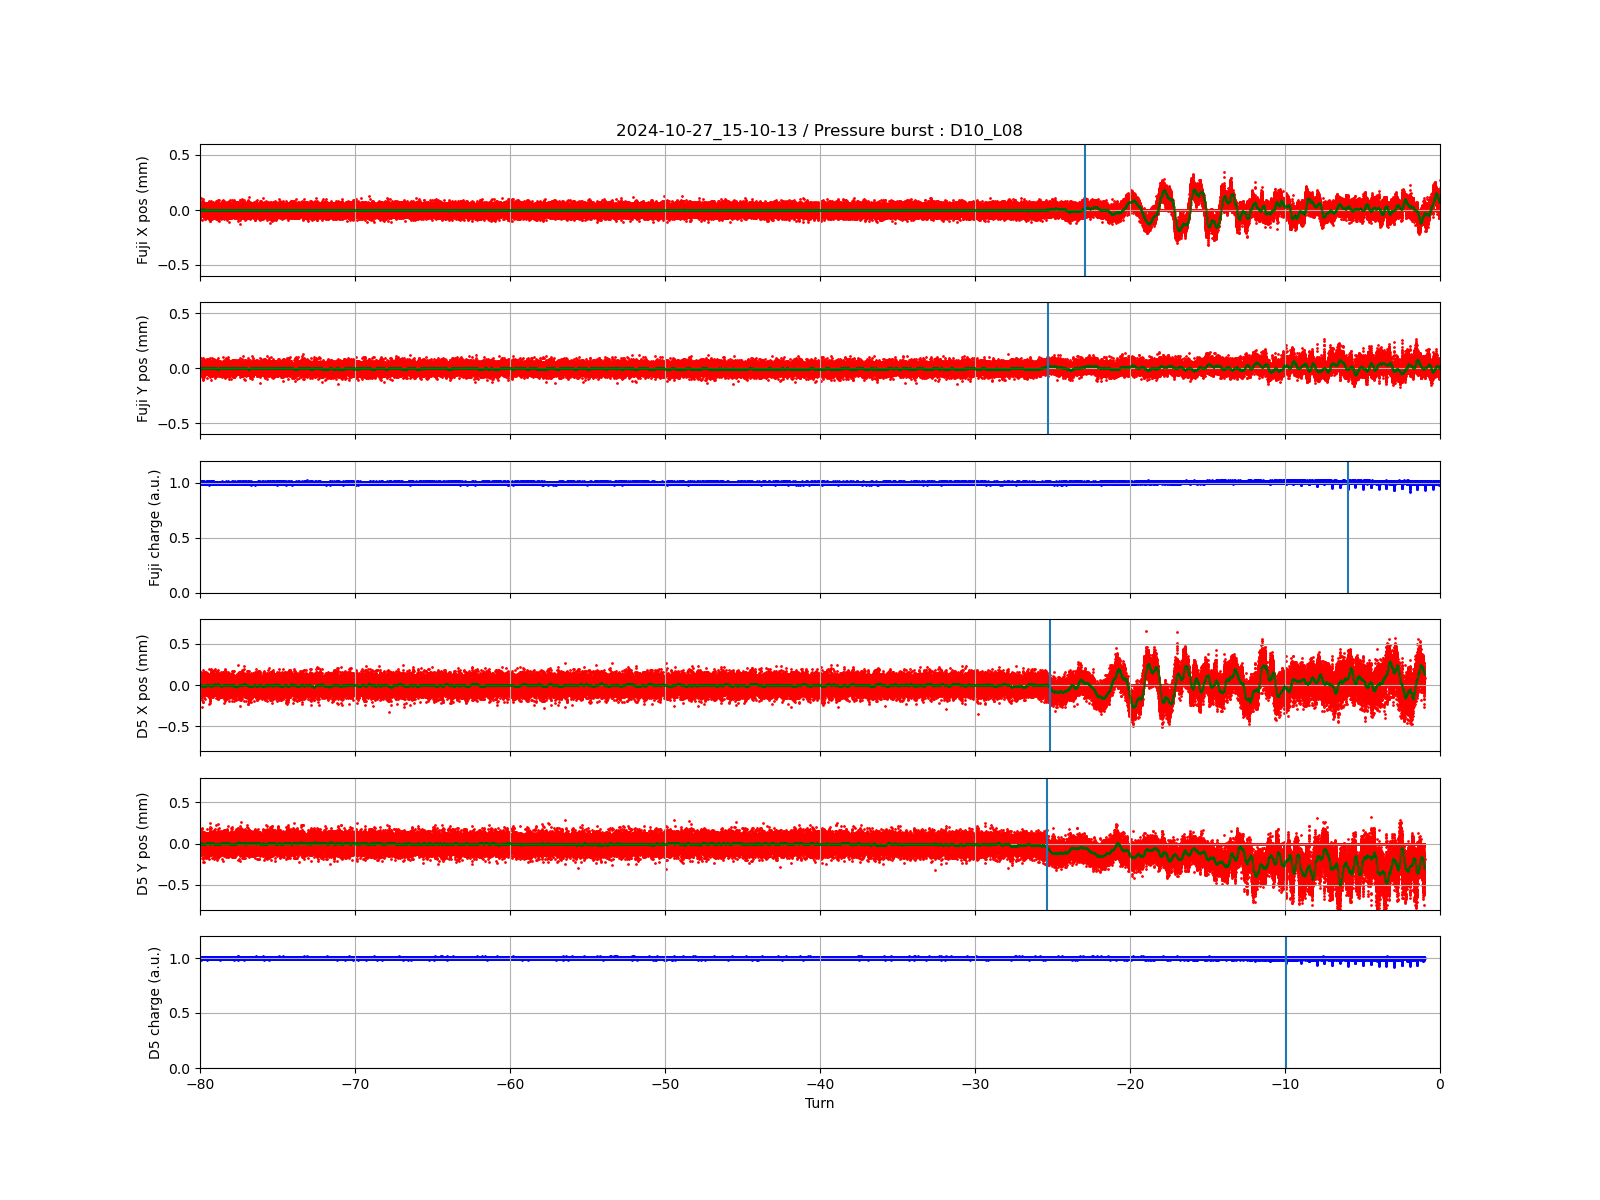 2024-10-27_15-10-13 / Pressure burst : D10_L08
Fuji X pos (mm)
0.5
0.0
−0.5
Fuji Y pos (mm)
0.5
0.0
−0.5
Fuji charge (a.u.)
1.0
0.5
0.0
D5 X pos (mm)
0.5
0.0
−0.5
D5 Y pos (mm)
0.5
0.0
−0.5
D5 charge (a.u.)
1.0
0.5
0.0
−80 −70 −60 −50 −40 −30 −20 −10 0
Turn